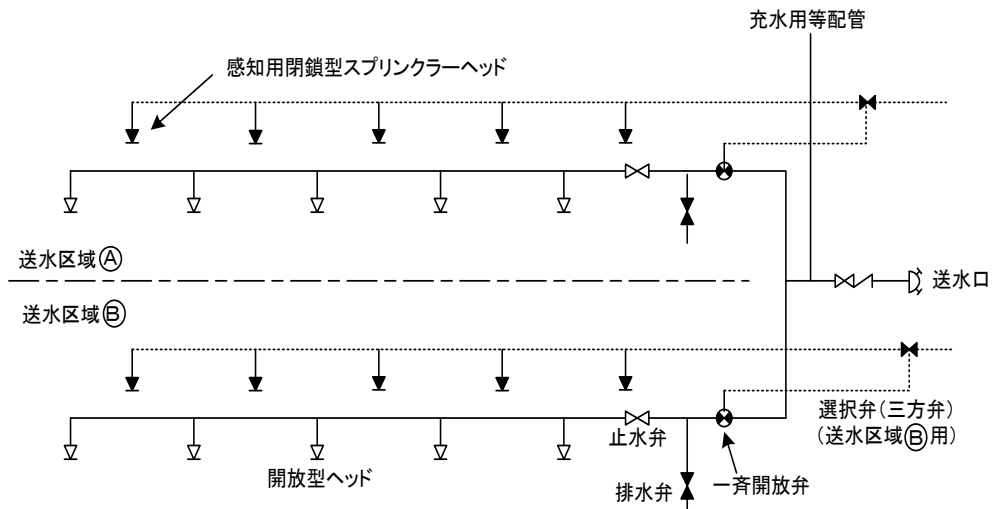 充水用等配管
感知用閉鎖型スプリンクラーヘッド
送水区域Ⓐ
送水口
送水区域Ⓑ
選択弁(三方弁)
(送水区域Ⓑ用)
止水弁
開放型ヘッド
排水弁
一斉開放弁